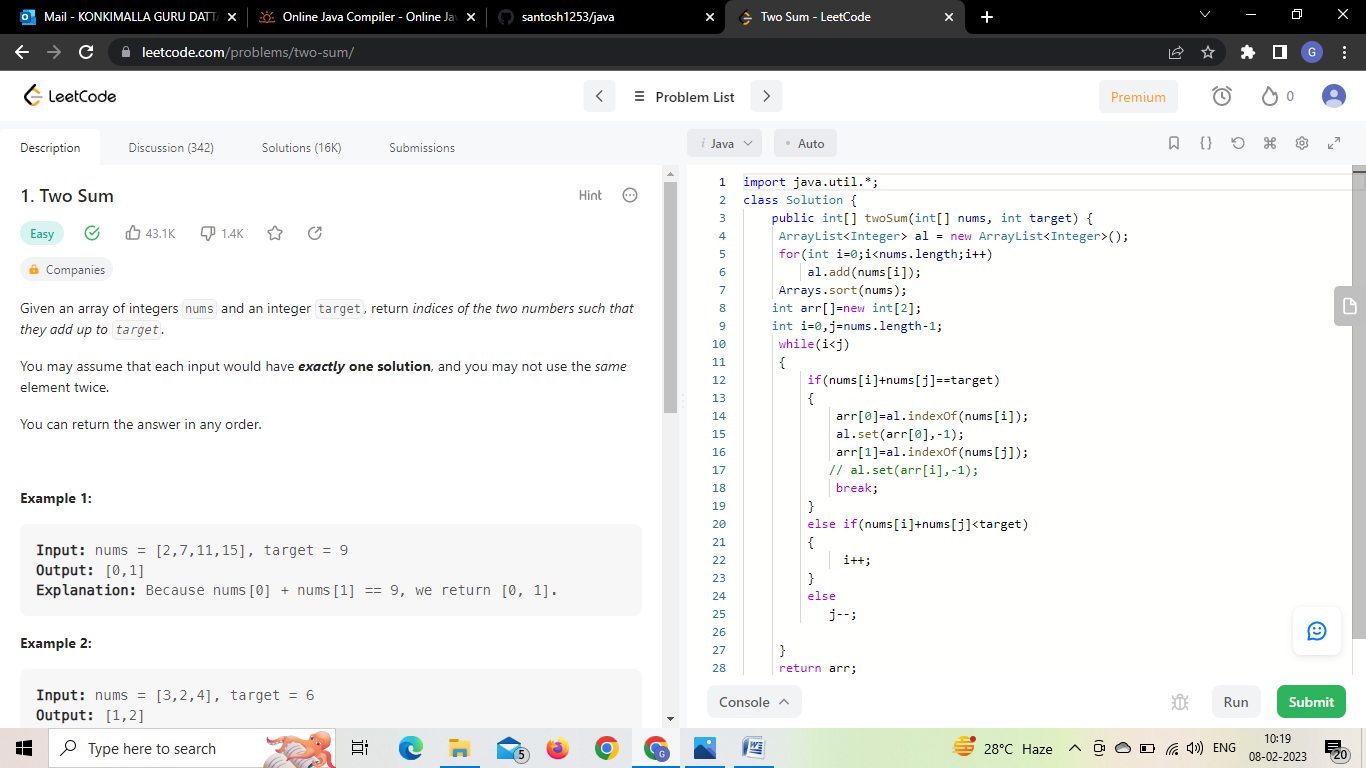 Mail - KONKIMALLA GURU DATT
Online Java Compiler - Online Jav
santosh1253/java
Two Sum - LeetCode
leetcode.com/problems/two-sum/
G
LeetCode
Problem List
Premium
0
Description
Discussion (342)
Solutions (16K)
Submissions
i Java
Auto
1. Two Sum
Hint
Easy
43.1K
1.4K
Companies
Given an array of integers nums and an integer target, return indices of the two numbers such that
they add up to target.
You may assume that each input would have exactly one solution, and you may not use the same
element twice.
You can return the answer in any order.
Example 1:
Input: nums = [2,7,11,15], target = 9
Output: [0,1]
Explanation: Because nums[0] + nums[1] == 9, we return [0, 1].
Example 2:
Input: nums = [3,2,4], target = 6
Output: [1,2]
1 import java.util.*;
2 class Solution {
3 public int[] twoSum(int[] nums, int target) {
4 ArrayList<Integer> al = new ArrayList<Integer>();
5 for(int i=0;i<nums.length;i++)
6 al.add(nums[i]);
7 Arrays.sort(nums);
8 int arr[]=new int[2];
9 int i=0,j=nums.length-1;
10 while(i<j)
11 {
12 if(nums[i]+nums[j]==target)
13 {
14 arr[0]=al.indexOf(nums[i]);
15 al.set(arr[0],-1);
16 arr[1]=al.indexOf(nums[j]);
17 // al.set(arr[i],-1);
18 break;
19 }
20 else if(nums[i]+nums[j]<target)
21 {
22 i++;
23 }
24 else
25 j--;
26
27 }
28 return arr;
Console
Run
Submit
Type here to search
5
G
28°C Haze
ENG
10:19
08-02-2023
20